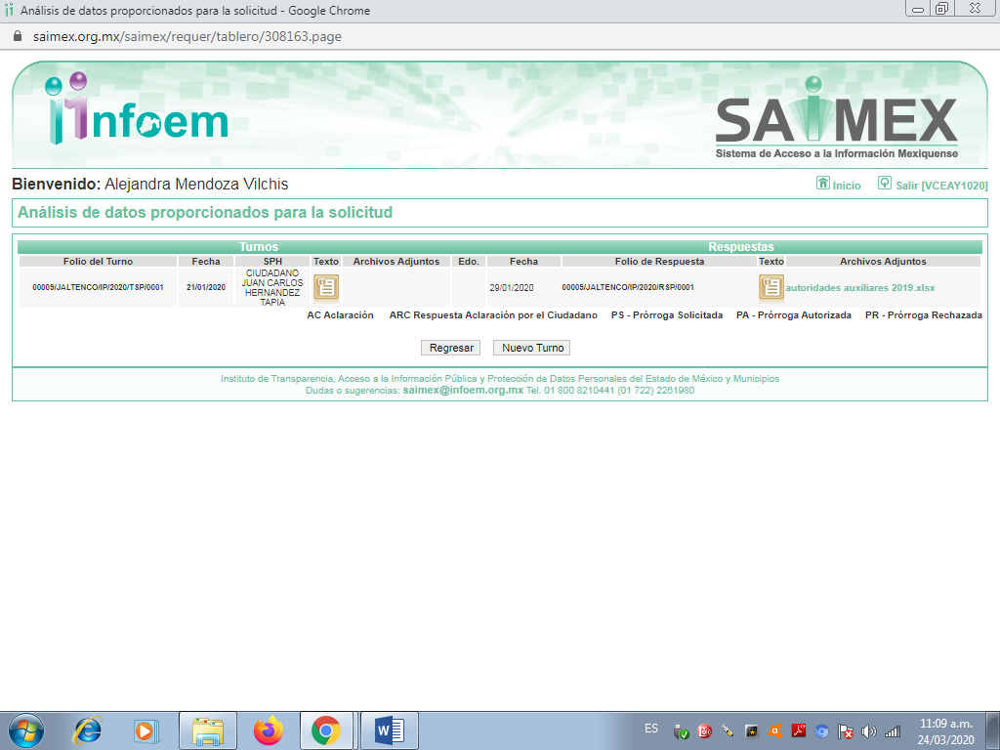 Análisis de datos proporcionados para la solicitud - Google Chrome
saimex.org.mx/saimex/requer/tablero/308163.page
infoem
SAIMEX
Sistema de Acceso a la Información Mexiquense
Bienvenido: Alejandra Mendoza Vilchis
Inicio Salir [VCEAY1020]
Análisis de datos proporcionados para la solicitud
Turnos Respuestas
Folio del Turno Fecha SPH Texto Archivos Adjuntos Edo. Fecha Folio de Respuesta Texto Archivos Adjuntos
00009/JALTENCO/IP/2020/TSP/0001 21/01/2020 CIUDADANO JUAN CARLOS HERNANDEZ TAPIA 29/01/2020 00009/JALTENCO/IP/2020/RSP/0001 autoridades auxiliares 2019.xlsx
AC Aclaración ARC Respuesta Aclaración por el Ciudadano PS - Prórroga Solicitada PA - Prórroga Autorizada PR - Prórroga Rechazada
Regresar Nuevo Turno
Instituto de Transparencia, Acceso a la Información Pública y Protección de Datos Personales del Estado de México y Municipios
Dudas o sugerencias: saimex@infoem.org.mx Tel. 01 800 8210441 (01 722) 2261980
ES
11:09 a.m.
24/03/2020